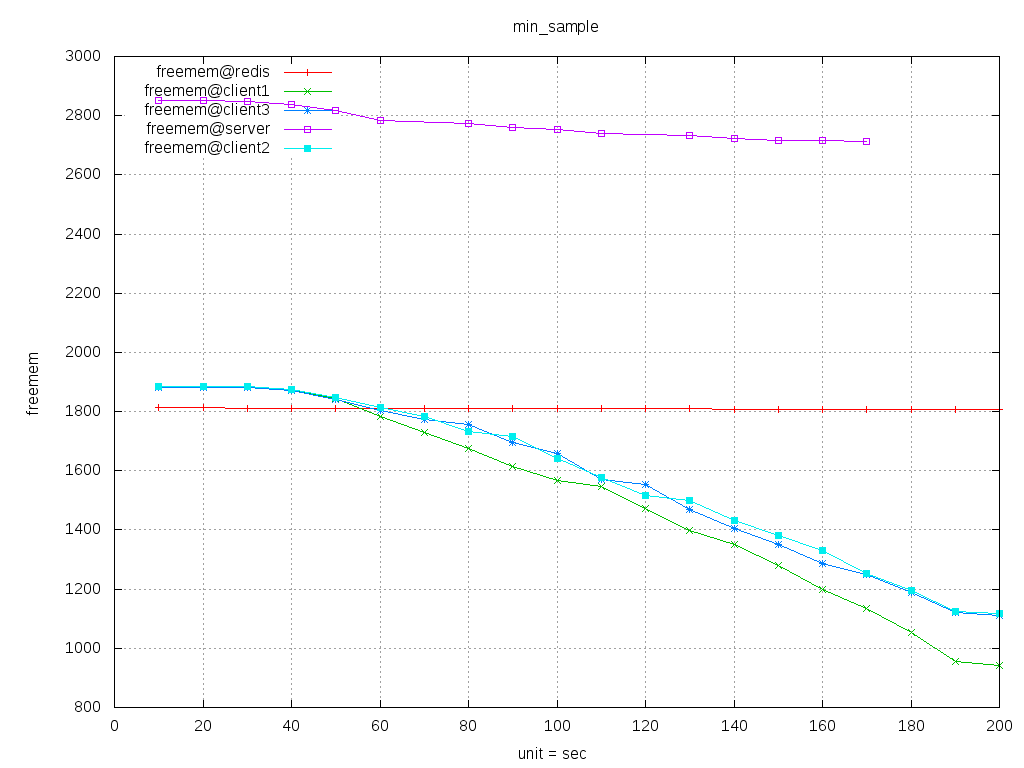 min_sample
3000
2800
2600
2400
2200
2000
1800
1600
1400
1200
1000
800
freemem
freemem@redis
freemem@client1
freemem@client3
freemem@server
freemem@client2
0 20 40 60 80 100 120 140 160 180 200
unit = sec